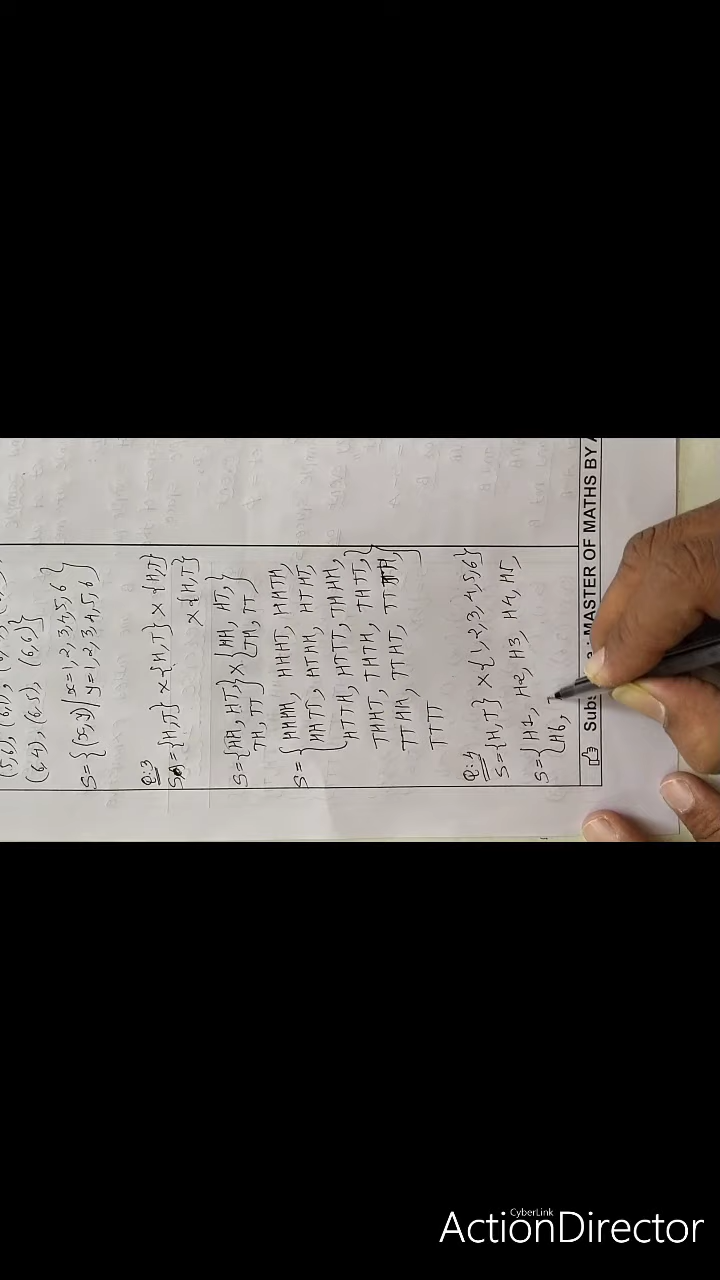 (6,4), (6,5), (6,6)}
S={(x,y)/x=1,2,3,4,5,6}
y=1,2,3,4,5,6
Q:3
S={H,T}x{H,T}x{H,T}
x{H,T}
S={HH, HT,}x{HH, HT,}
TH, TT} {TH, TT}
S={HHHH, HHHT, HHTH,
HHTT, HTHH, HTHT,
HTTH, HTTT, THHH,
THHT, THTH, THTT,
TTHH, TTHT, TTTH,
TTTT
Q:4
S={H,T}x{1,2,3,4,5,6}
S={H1, H2, H3, H4, H5,
H6,
MASTER OF MATHS BY
CyberLink
ActionDirector